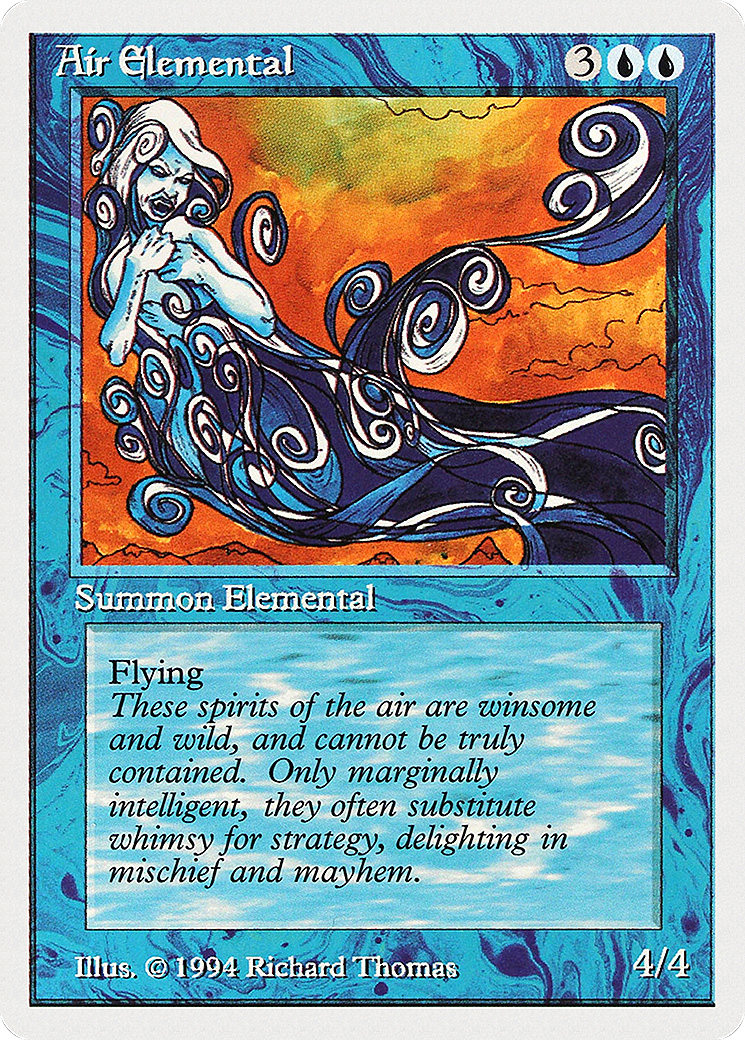 Air Elemental 3
Summon Elemental
Flying
These spirits of the air are winsome
and wild, and cannot be truly
contained. Only marginally
intelligent, they often substitute
whimsy for strategy, delighting in
mischief and mayhem.
Illus. © 1994 Richard Thomas 4/4